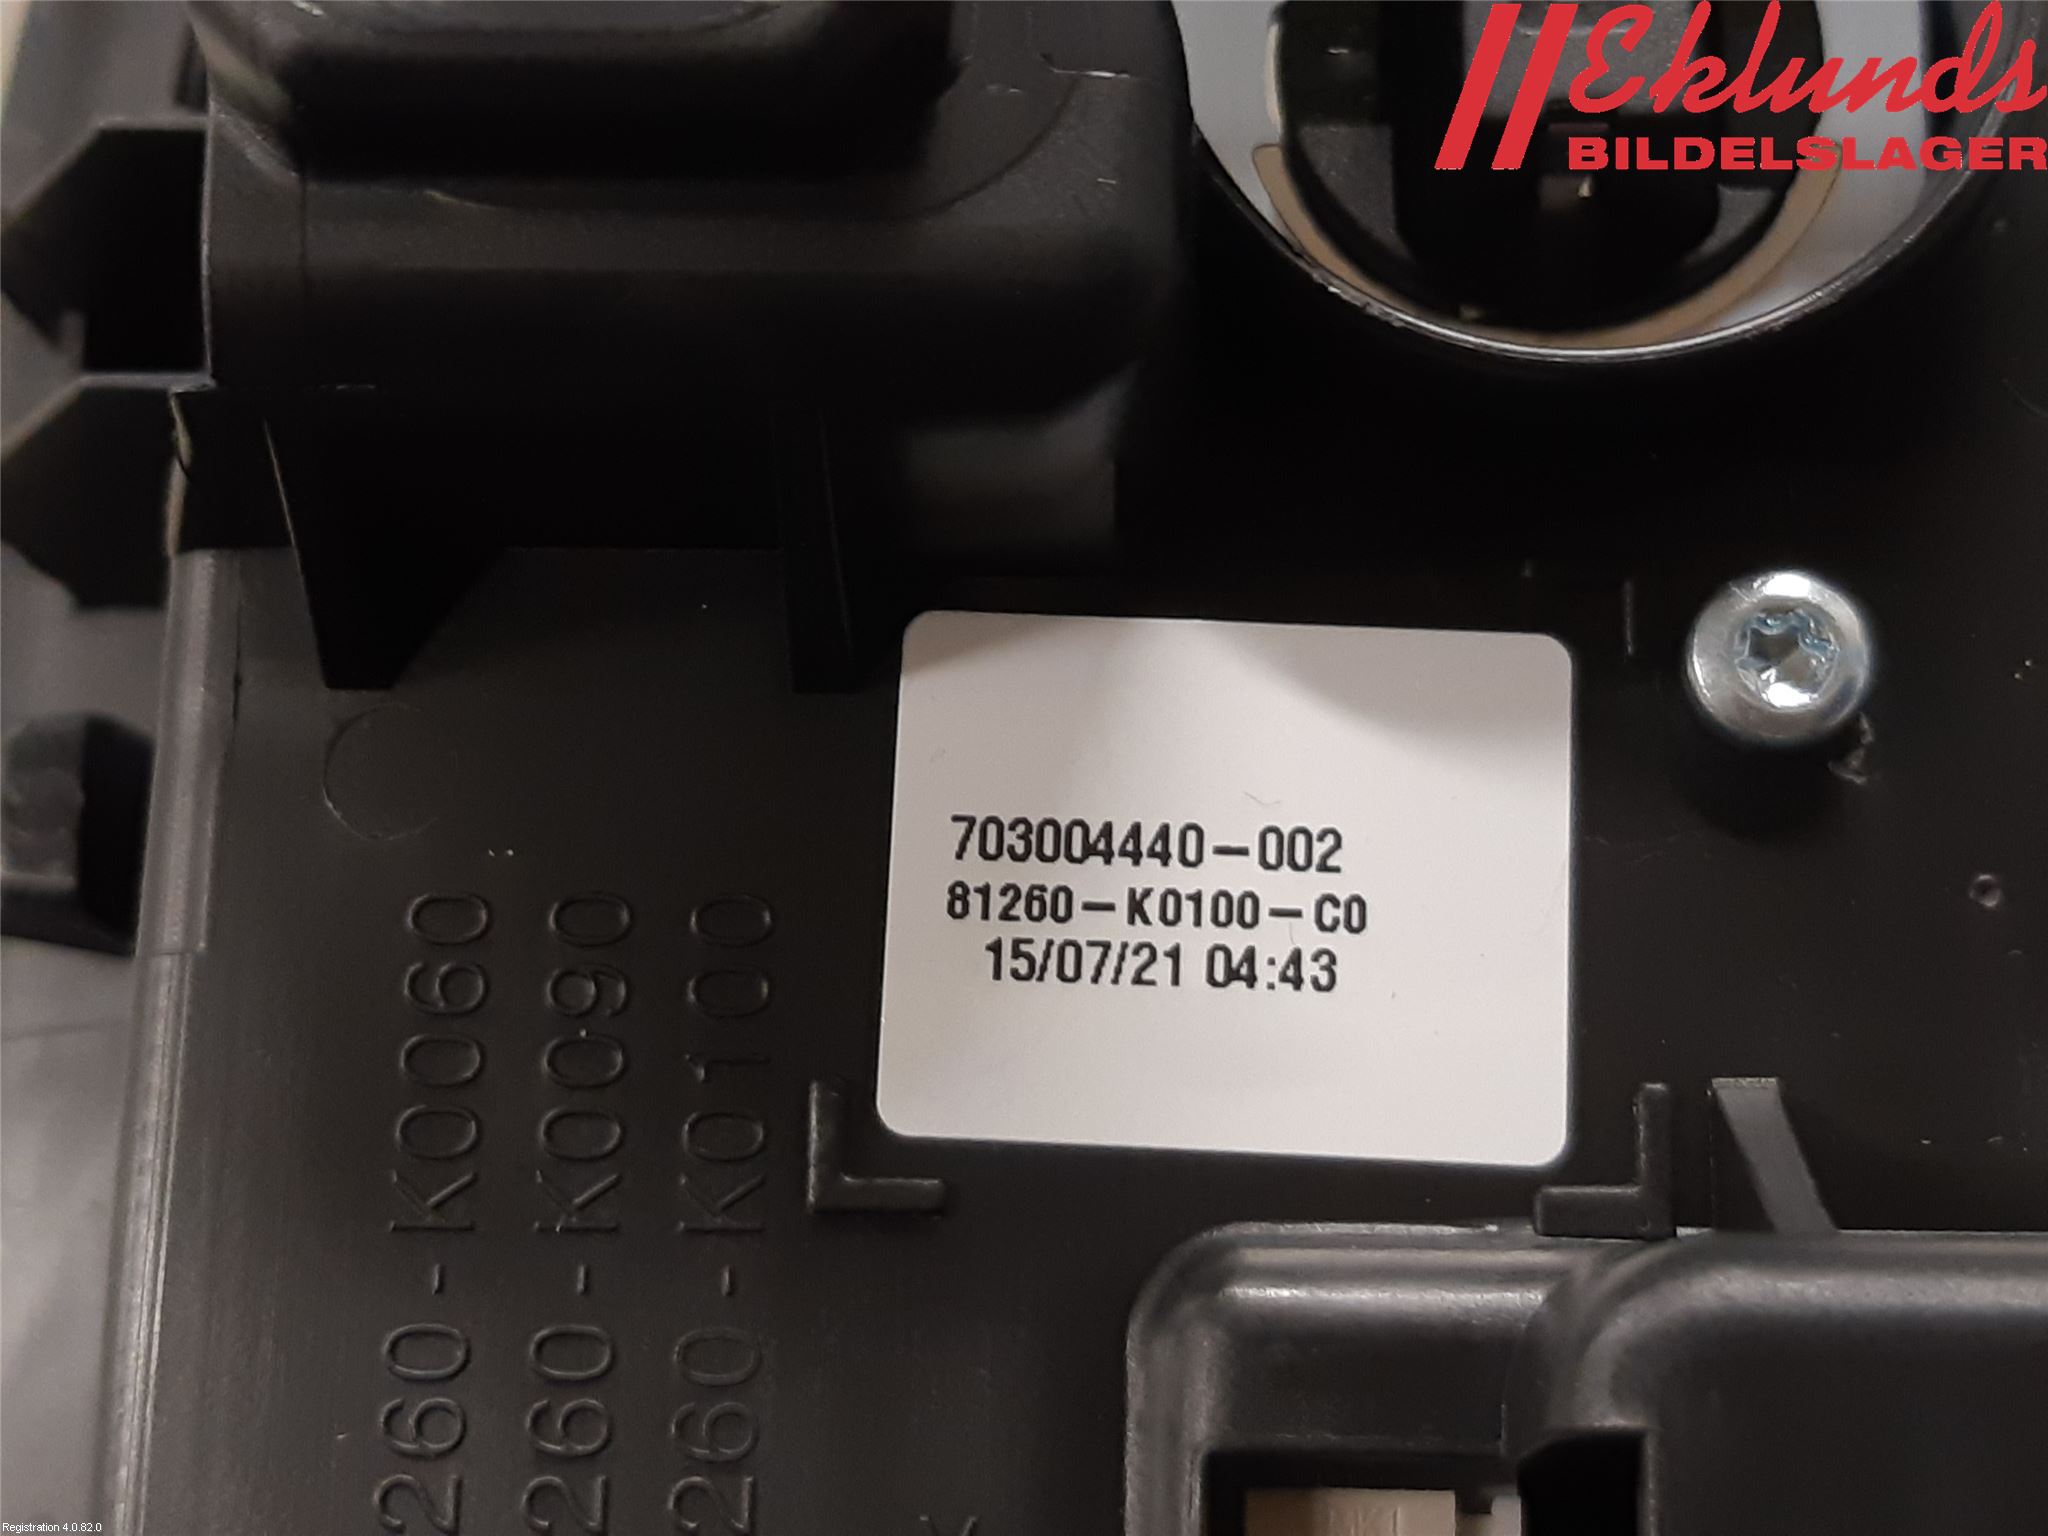 Eklunds
BILDELSLAGER
703004440-002
81260-K0100-C0
15/07/21 04:43
260-K0060
260-K0090
260-K0100
Registration 4.0.82.0